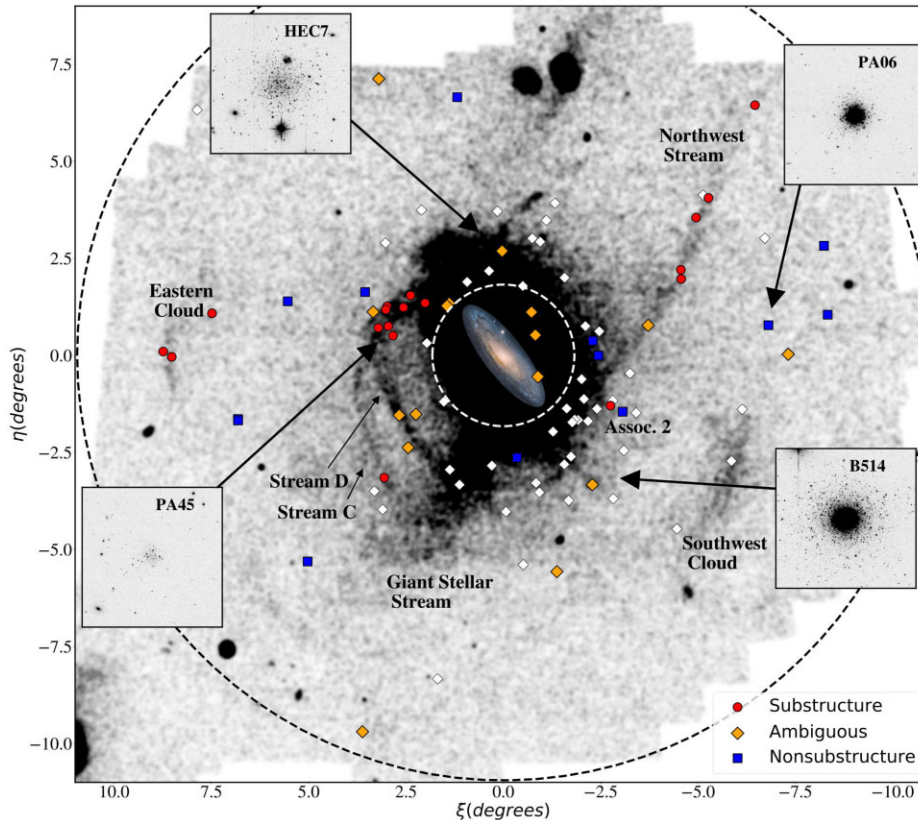 HEC7
PA06
Northwest
Stream
Eastern
Cloud
Assoc. 2
Stream D
Stream C
PA45
B514
Southwest
Cloud
Giant Stellar
Stream
Substructure
Ambiguous
Nonsubstructure
7.5
5.0
2.5
0.0
−2.5
−5.0
−7.5
−10.0
η(degrees)
10.0 7.5 5.0 2.5 0.0 −2.5 −5.0 −7.5 −10.0
ξ(degrees)